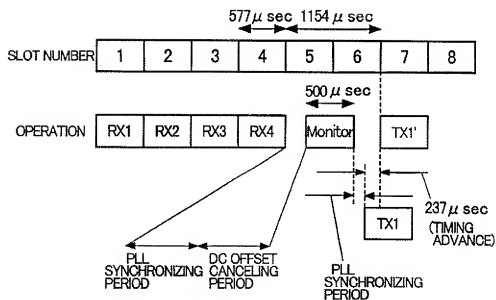 577μ sec 1154μ sec
SLOT NUMBER 1 2 3 4 5 6 7 8
500μ sec
OPERATION RX1 RX2 RX3 RX4 Monitor TX1'
237μ sec
(TIMING
ADVANCE)
TX1
PLL
SYNCHRONIZING
PERIOD
DC OFFSET
CANCELING
PERIOD
PLL
SYNCHRONIZING
PERIOD